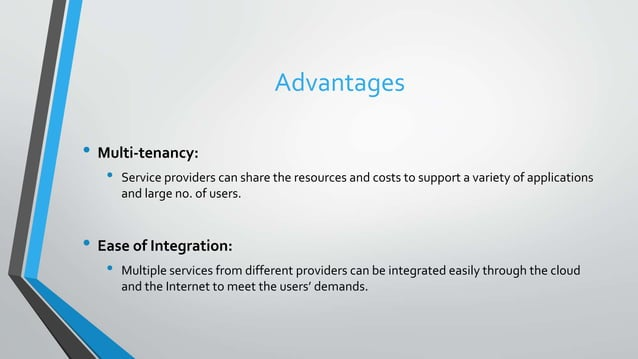 Advantages
• Multi-tenancy:
• Service providers can share the resources and costs to support a variety of applications
and large no. of users.
• Ease of Integration:
• Multiple services from different providers can be integrated easily through the cloud
and the Internet to meet the users’ demands.